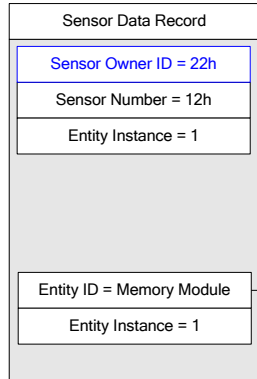 Sensor Data Record
Sensor Owner ID = 22h
Sensor Number = 12h
Entity Instance = 1
Entity ID = Memory Module
Entity Instance = 1